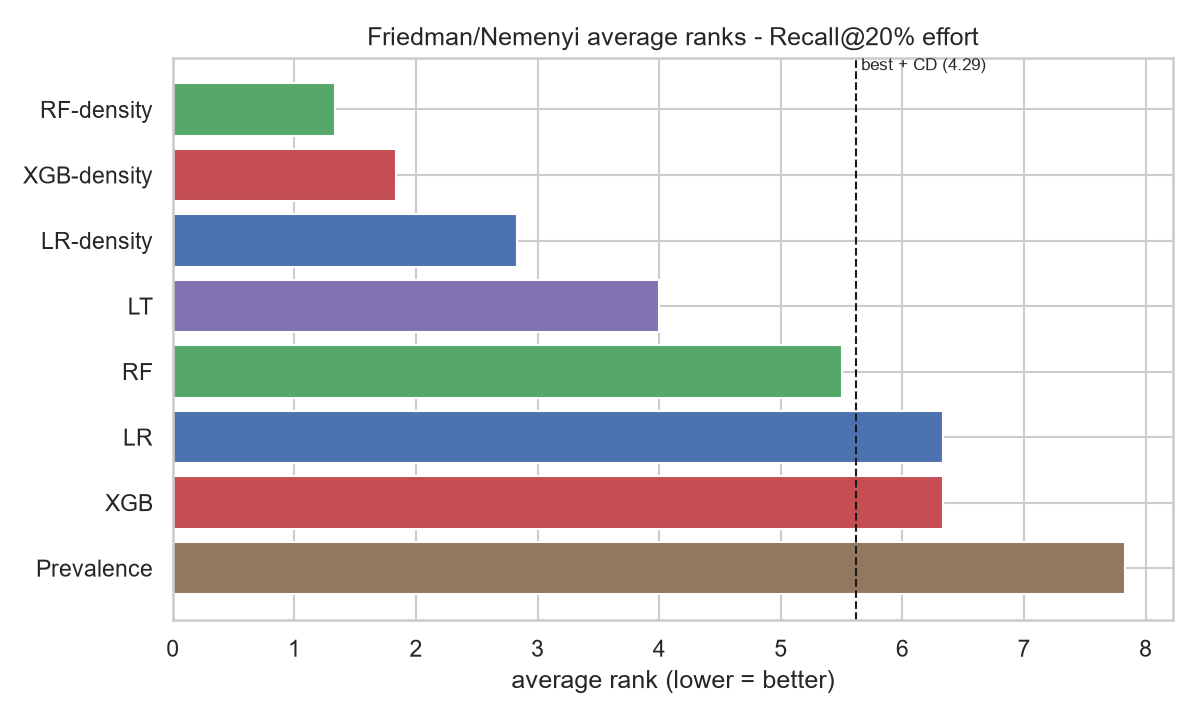 Friedman/Nemenyi average ranks - Recall@20% effort
best + CD (4.29)
RF-density
XGB-density
LR-density
LT
RF
LR
XGB
Prevalence
0 1 2 3 4 5 6 7 8
average rank (lower = better)